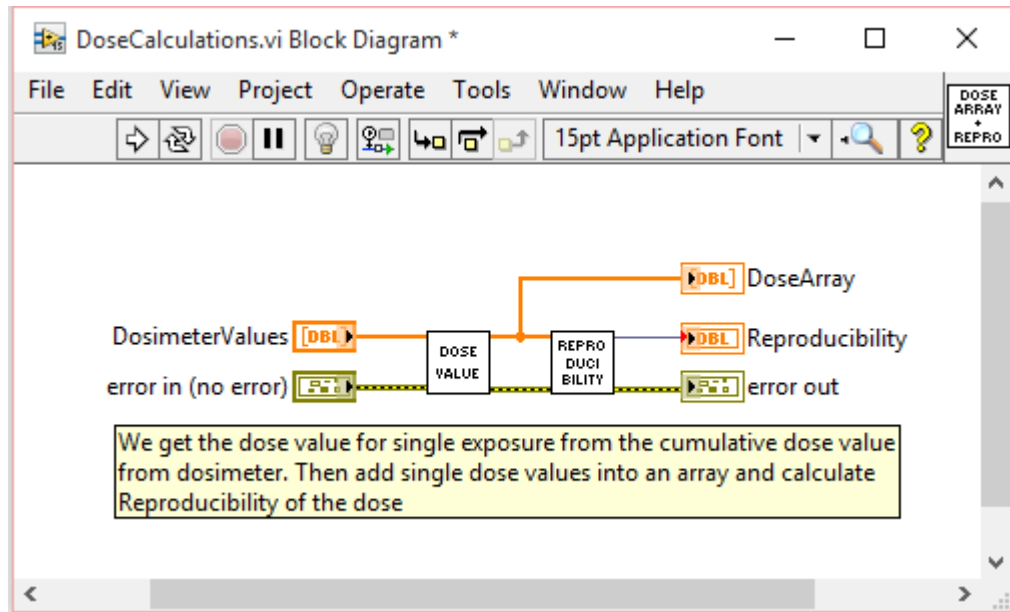 DoseCalculations.vi Block Diagram *
File Edit View Project Operate Tools Window Help
DOSE
ARRAY
+
REPRO
15pt Application Font
15
DoseArray
[DBL]
DosimeterValues
[DBL]
DOSE
VALUE
REPRO
DUCI
BILITY
DBL
Reproducibility
error in (no error)
error out
We get the dose value for single exposure from the cumulative dose value
from dosimeter. Then add single dose values into an array and calculate
Reproducibility of the dose